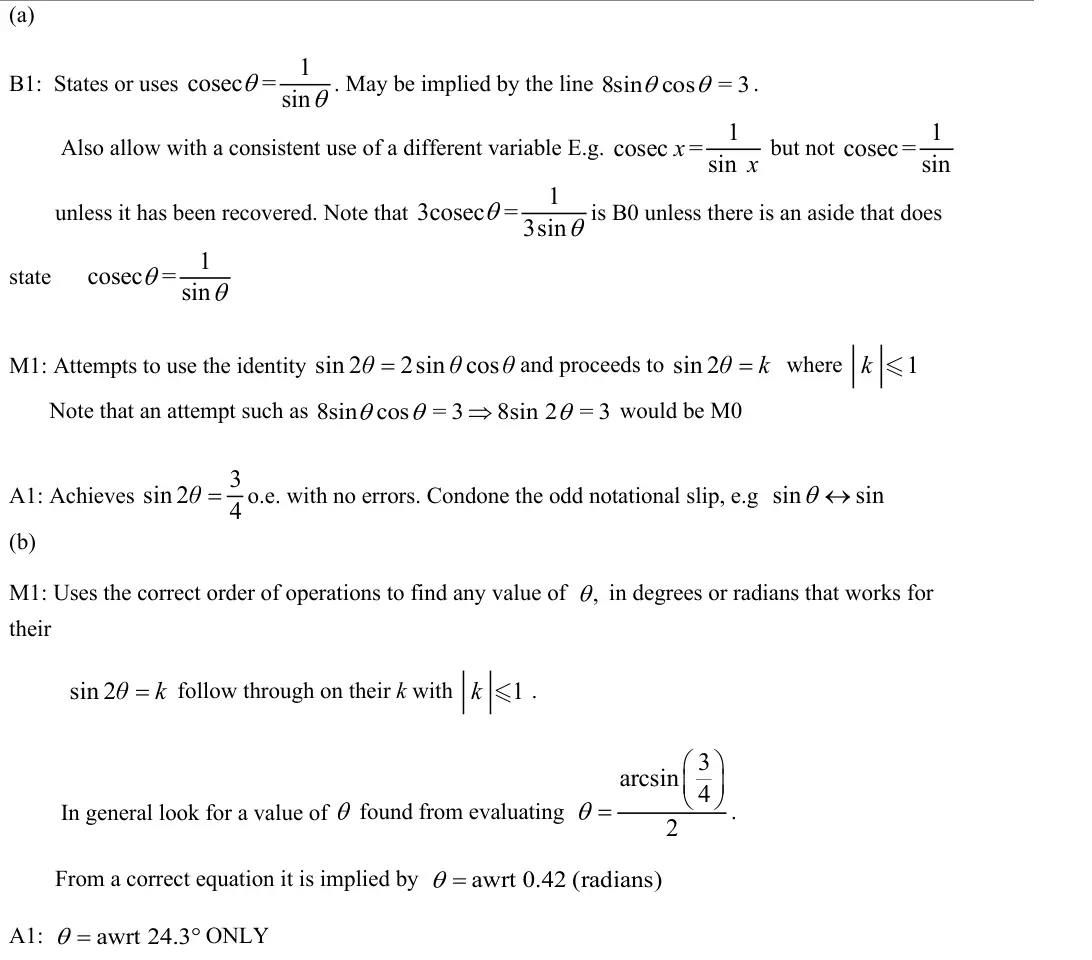 (a)
B1: States or uses cosecθ = 1/sin θ. May be implied by the line 8sinθ cosθ = 3.
Also allow with a consistent use of a different variable E.g. cosec x = 1/sin x but not cosec = 1/sin
unless it has been recovered. Note that 3cosecθ = 1/3sin θ is B0 unless there is an aside that does
state cosecθ = 1/sin θ
M1: Attempts to use the identity sin 2θ = 2sin θ cosθ and proceeds to sin 2θ = k where |k| ⩽ 1
Note that an attempt such as 8sinθ cosθ = 3 ⇒ 8sin 2θ = 3 would be M0
A1: Achieves sin 2θ = 3/4 o.e. with no errors. Condone the odd notational slip, e.g sin θ ↔ sin
(b)
M1: Uses the correct order of operations to find any value of θ, in degrees or radians that works for
their
sin 2θ = k follow through on their k with |k| ⩽ 1 .
In general look for a value of θ found from evaluating θ = arcsin(3/4)/2.
From a correct equation it is implied by θ = awrt 0.42 (radians)
A1: θ = awrt 24.3° ONLY